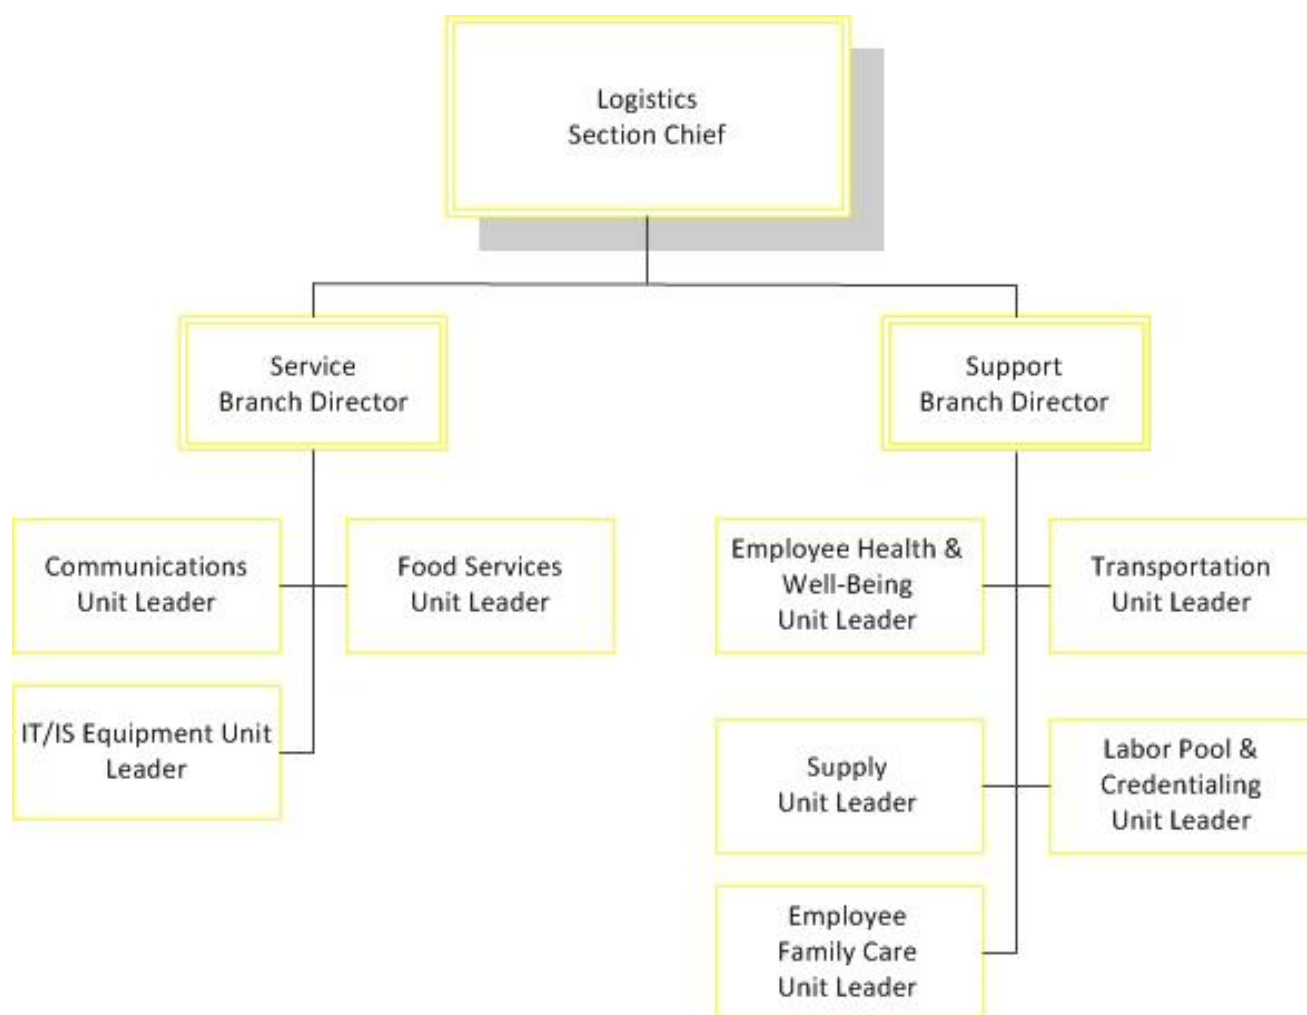 Logistics
Section Chief
Service
Branch Director
Support
Branch Director
Communications
Unit Leader
Food Services
Unit Leader
Employee Health &
Well-Being
Unit Leader
Transportation
Unit Leader
IT/IS Equipment Unit
Leader
Supply
Unit Leader
Labor Pool &
Credentialing
Unit Leader
Employee
Family Care
Unit Leader